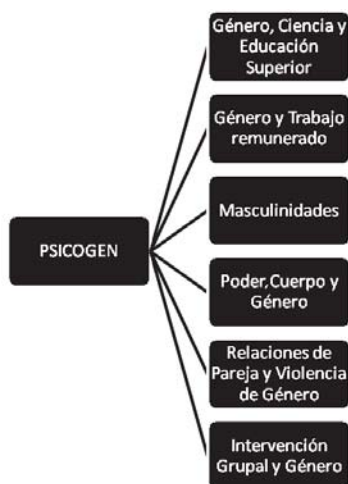 Género, Ciencia y
Educación
Superior
Género y Trabajo
remunerado
Masculinidades
PSICOGEN
Poder,Cuerpo y
Género
Relaciones de
Pareja y Violencia
de Género
Intervención
Grupal y Género